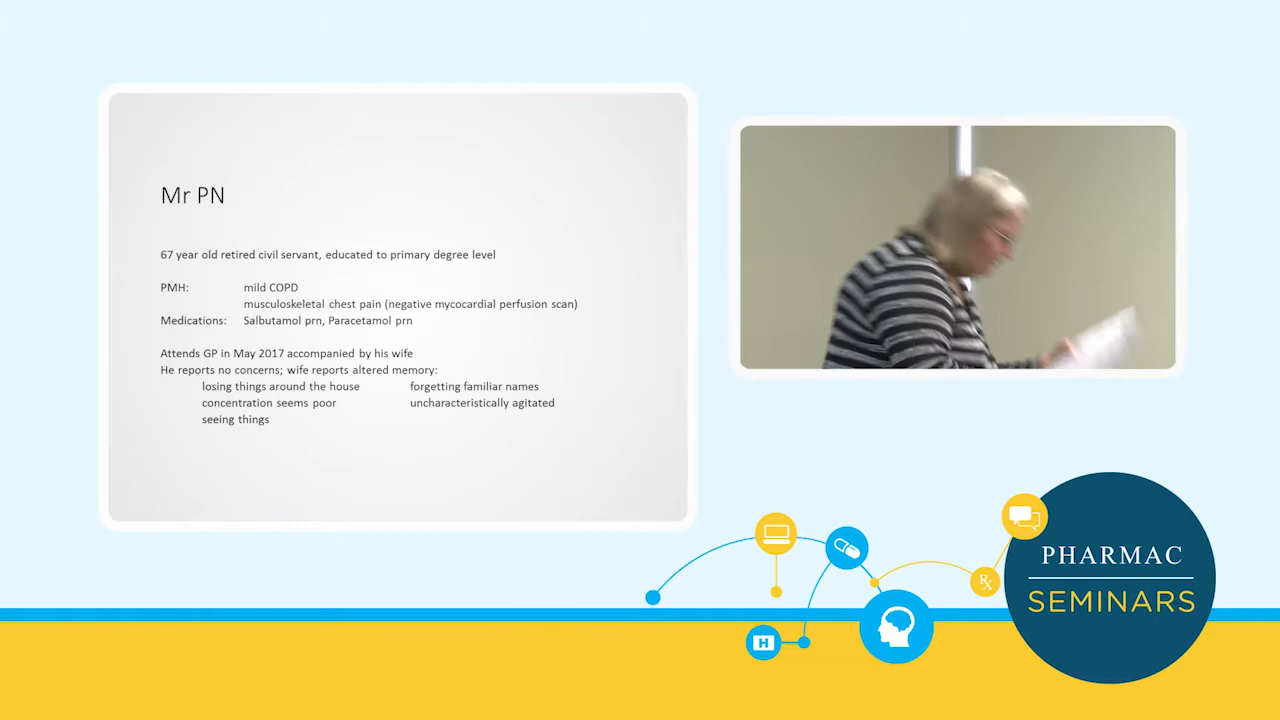 Mr PN
67 year old retired civil servant, educated to primary degree level
PMH: mild COPD
musculoskeletal chest pain (negative mycocardial perfusion scan)
Medications: Salbutamol prn, Paracetamol prn
Attends GP in May 2017 accompanied by his wife
He reports no concerns; wife reports altered memory:
losing things around the house forgetting familiar names
concentration seems poor uncharacteristically agitated
seeing things
H
Rx
PHARMAC
SEMINARS